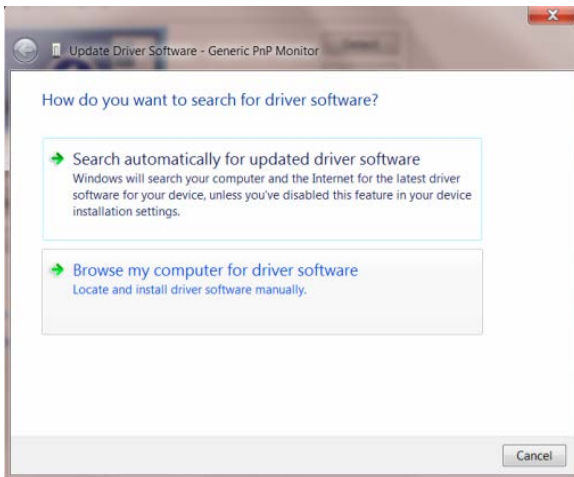 Update Driver Software - Generic PnP Monitor
How do you want to search for driver software?
Search automatically for updated driver software
Windows will search your computer and the Internet for the latest driver
software for your device, unless you've disabled this feature in your device
installation settings.
Browse my computer for driver software
Locate and install driver software manually.
Cancel